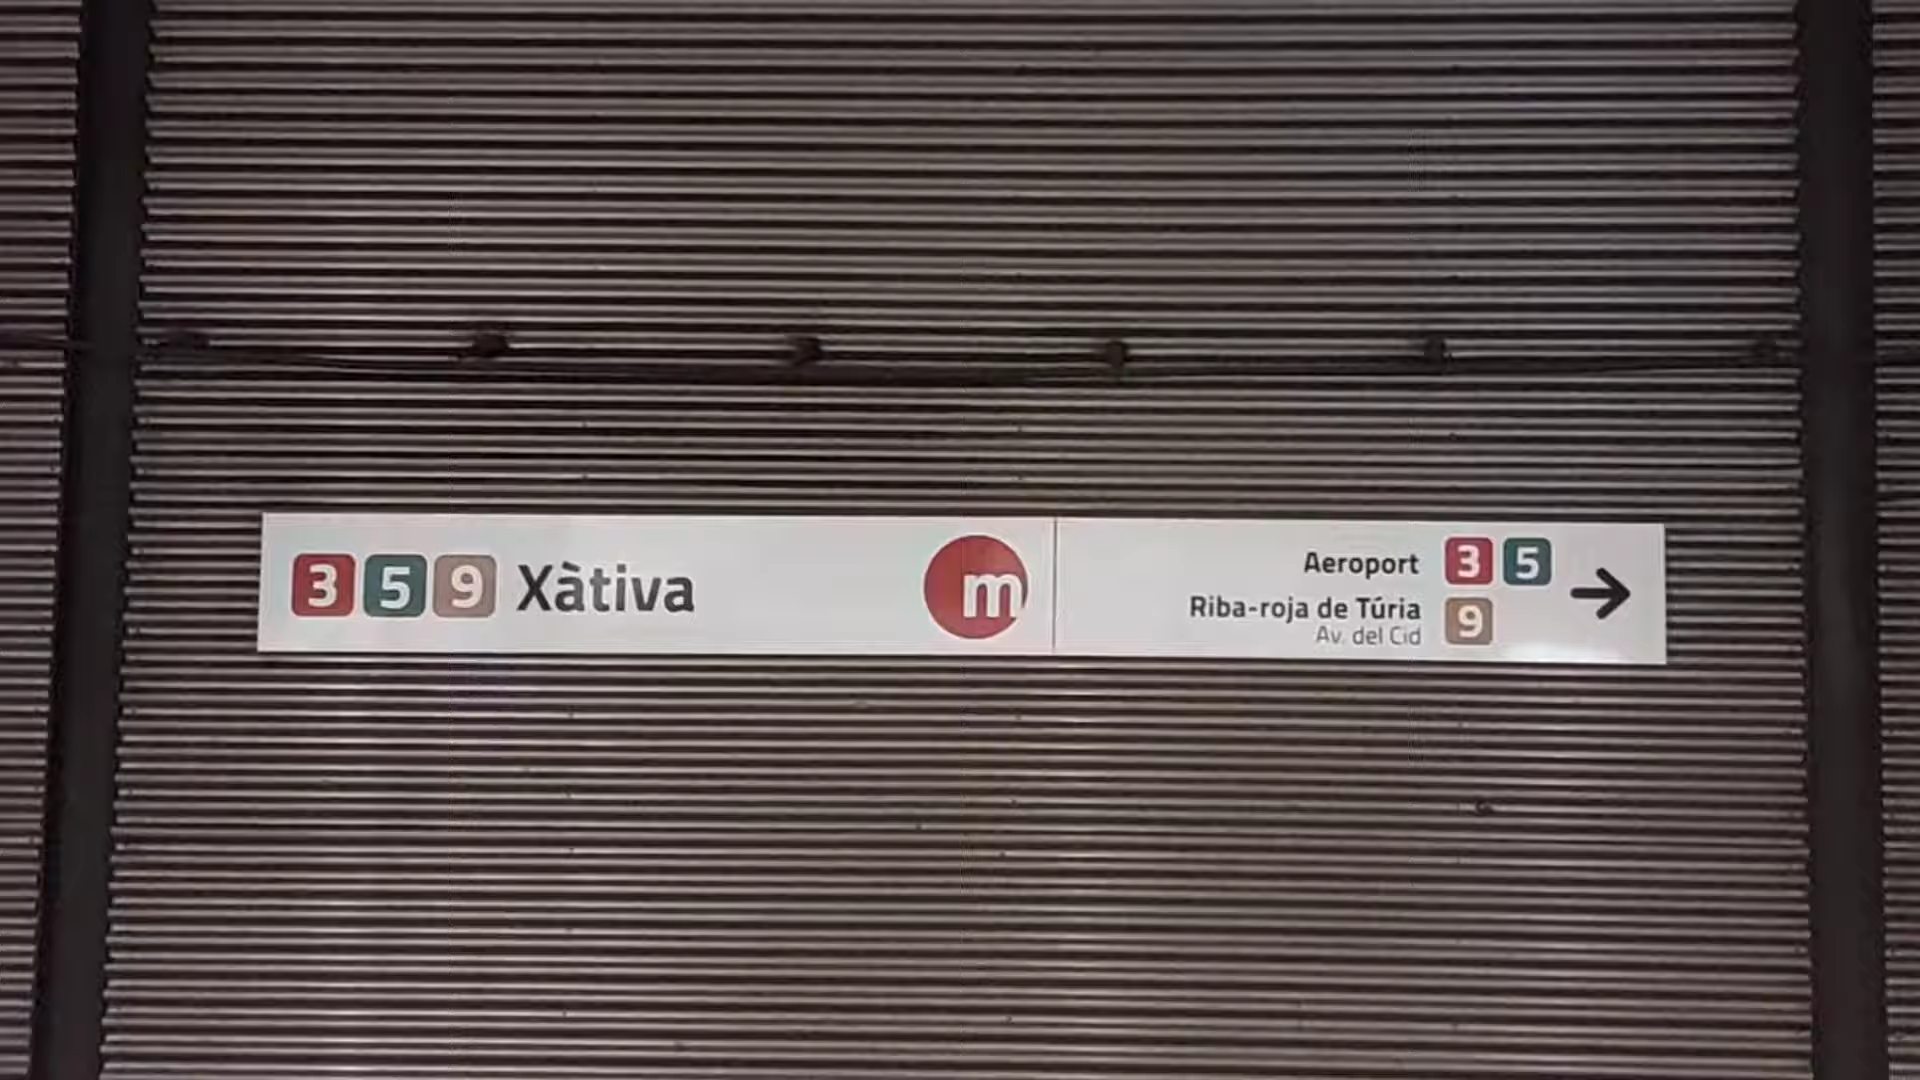 3 5 9 Xàtiva
m
Aeroport 3 5
Riba-roja de Túria 9
Av. del Cid
→